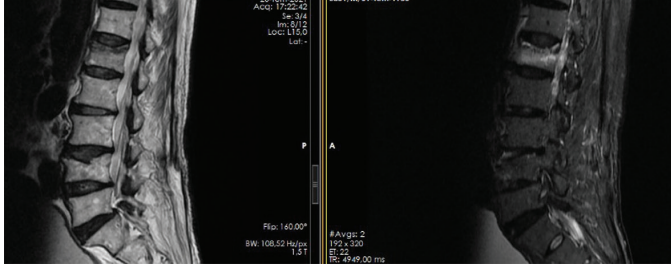 Acq: 17:22:42
Se: 3/4
Im: 8/12
Loc: L15,0
Lat: -
P
Flip: 160,00°
BW: 108,52 Hz/px
1,5T
A
#Avgs: 2
192 x 320
ET: 22
TR: 4949,00 ms